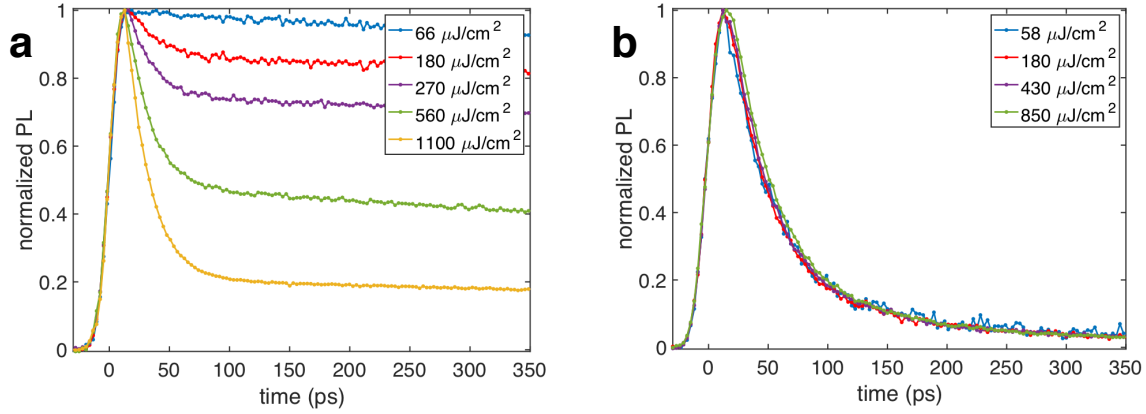 a
normalized PL
1
0.8
0.6
0.4
0.2
0
0
50
100
150
200
250
300
350
time (ps)
66 μJ/cm²
180 μJ/cm²
270 μJ/cm²
560 μJ/cm²
1100 μJ/cm²
b
normalized PL
1
0.8
0.6
0.4
0.2
0
0
50
100
150
200
250
300
350
time (ps)
58 μJ/cm²
180 μJ/cm²
430 μJ/cm²
850 μJ/cm²